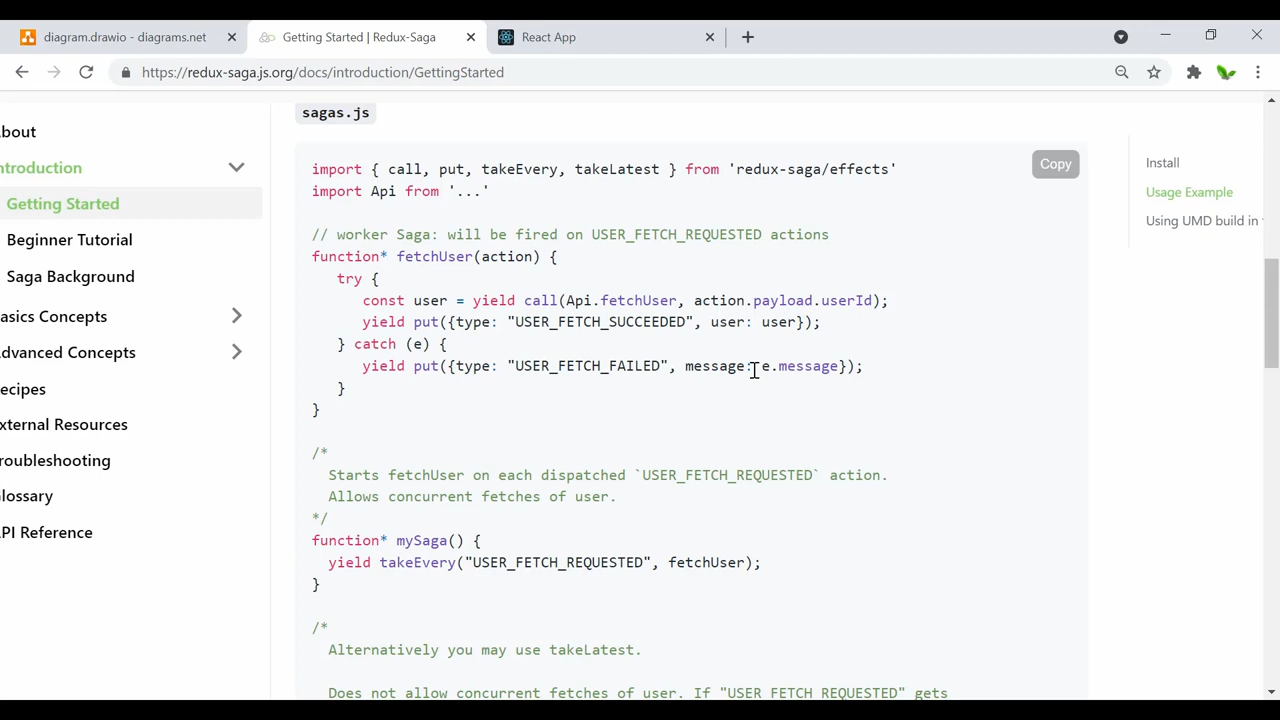 diagram.drawio - diagrams.net
Getting Started | Redux-Saga
React App
https://redux-saga.js.org/docs/introduction/GettingStarted
bout
ntroduction
Getting Started
Beginner Tutorial
Saga Background
asics Concepts
dvanced Concepts
ecipes
xternal Resources
roubleshooting
lossary
PI Reference
sagas.js
Copy
import { call, put, takeEvery, takeLatest } from 'redux-saga/effects'
import Api from '...'
// worker Saga: will be fired on USER_FETCH_REQUESTED actions
function* fetchUser(action) {
try {
const user = yield call(Api.fetchUser, action.payload.userId);
yield put({type: "USER_FETCH_SUCCEEDED", user: user});
} catch (e) {
yield put({type: "USER_FETCH_FAILED", message: e.message});
}
}
/*
Starts fetchUser on each dispatched `USER_FETCH_REQUESTED` action.
Allows concurrent fetches of user.
*/
function* mySaga() {
yield takeEvery("USER_FETCH_REQUESTED", fetchUser);
}
/*
Alternatively you may use takeLatest.
Does not allow concurrent fetches of user. If "USER_FETCH_REQUESTED" gets
Install
Usage Example
Using UMD build in